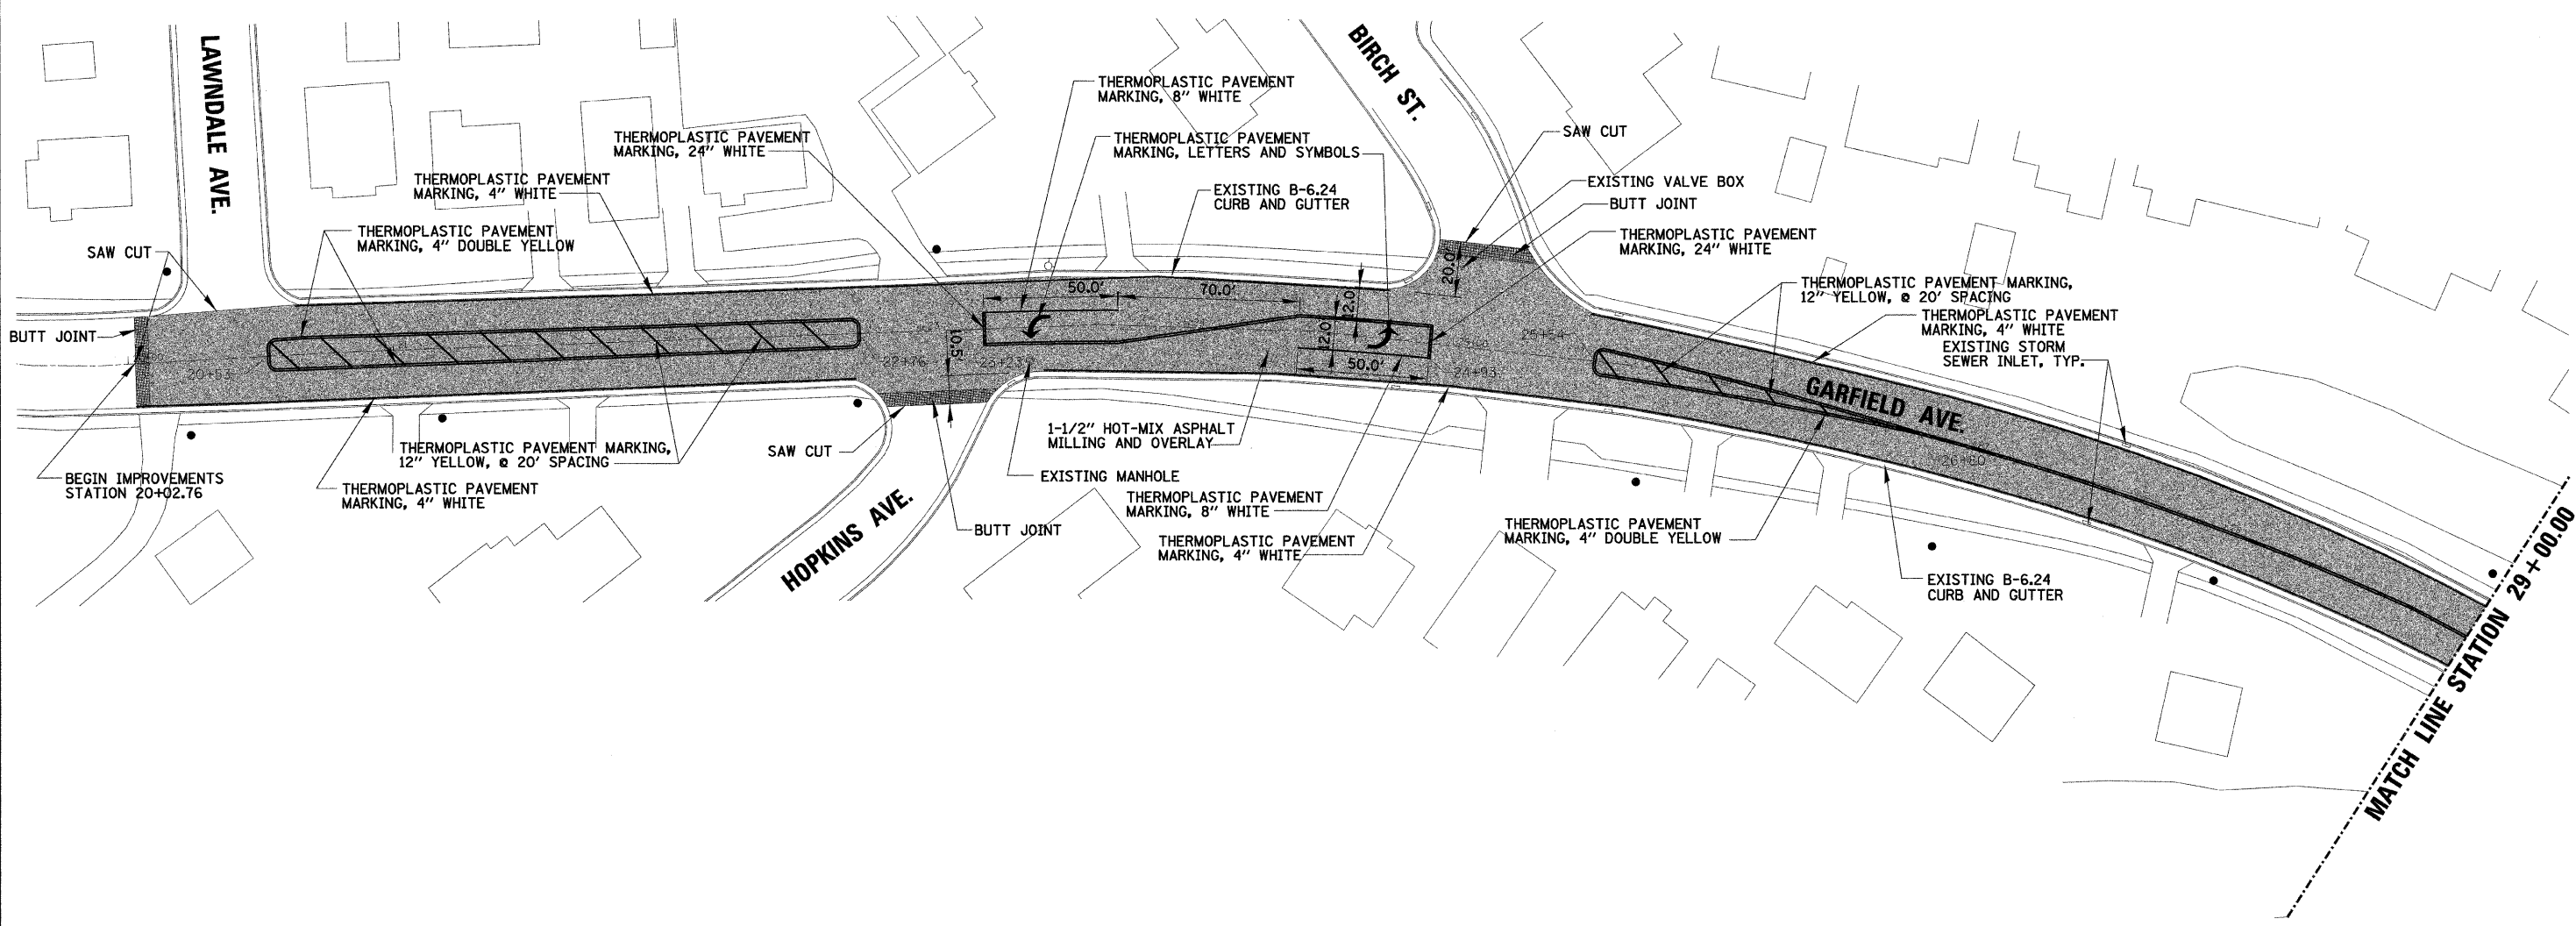 LAWNDALE AVE.
BIRCH ST.
THERMOPLASTIC PAVEMENT
MARKING, 8" WHITE
THERMOPLASTIC PAVEMENT
MARKING, 24" WHITE
THERMOPLASTIC PAVEMENT
MARKING, LETTERS AND SYMBOLS
SAW CUT
THERMOPLASTIC PAVEMENT
MARKING, 4" WHITE
EXISTING B-6.24
CURB AND GUTTER
EXISTING VALVE BOX
BUTT JOINT
THERMOPLASTIC PAVEMENT
MARKING, 4" DOUBLE YELLOW
THERMOPLASTIC PAVEMENT
MARKING, 24" WHITE
SAW CUT
20.0'
THERMOPLASTIC PAVEMENT MARKING,
12" YELLOW, @ 20' SPACING
50.0'
70.0'
12.0'
THERMOPLASTIC PAVEMENT
MARKING, 4" WHITE
EXISTING STORM
SEWER INLET, TYP.
BUTT JOINT
10.5'
12.0'
25+54
20+53
22+76
23+23
50.0'
24+93
GARFIELD AVE.
1-1/2" HOT-MIX ASPHALT
MILLING AND OVERLAY
THERMOPLASTIC PAVEMENT MARKING,
12" YELLOW, @ 20' SPACING
SAW CUT
26+80
BEGIN IMPROVEMENTS
STATION 20+02.76
THERMOPLASTIC PAVEMENT
MARKING, 4" WHITE
EXISTING MANHOLE
THERMOPLASTIC PAVEMENT
MARKING, 8" WHITE
HOPKINS AVE.
BUTT JOINT
THERMOPLASTIC PAVEMENT
MARKING, 4" WHITE
THERMOPLASTIC PAVEMENT
MARKING, 4" DOUBLE YELLOW
EXISTING B-6.24
CURB AND GUTTER
MATCH LINE STATION 29+00.00